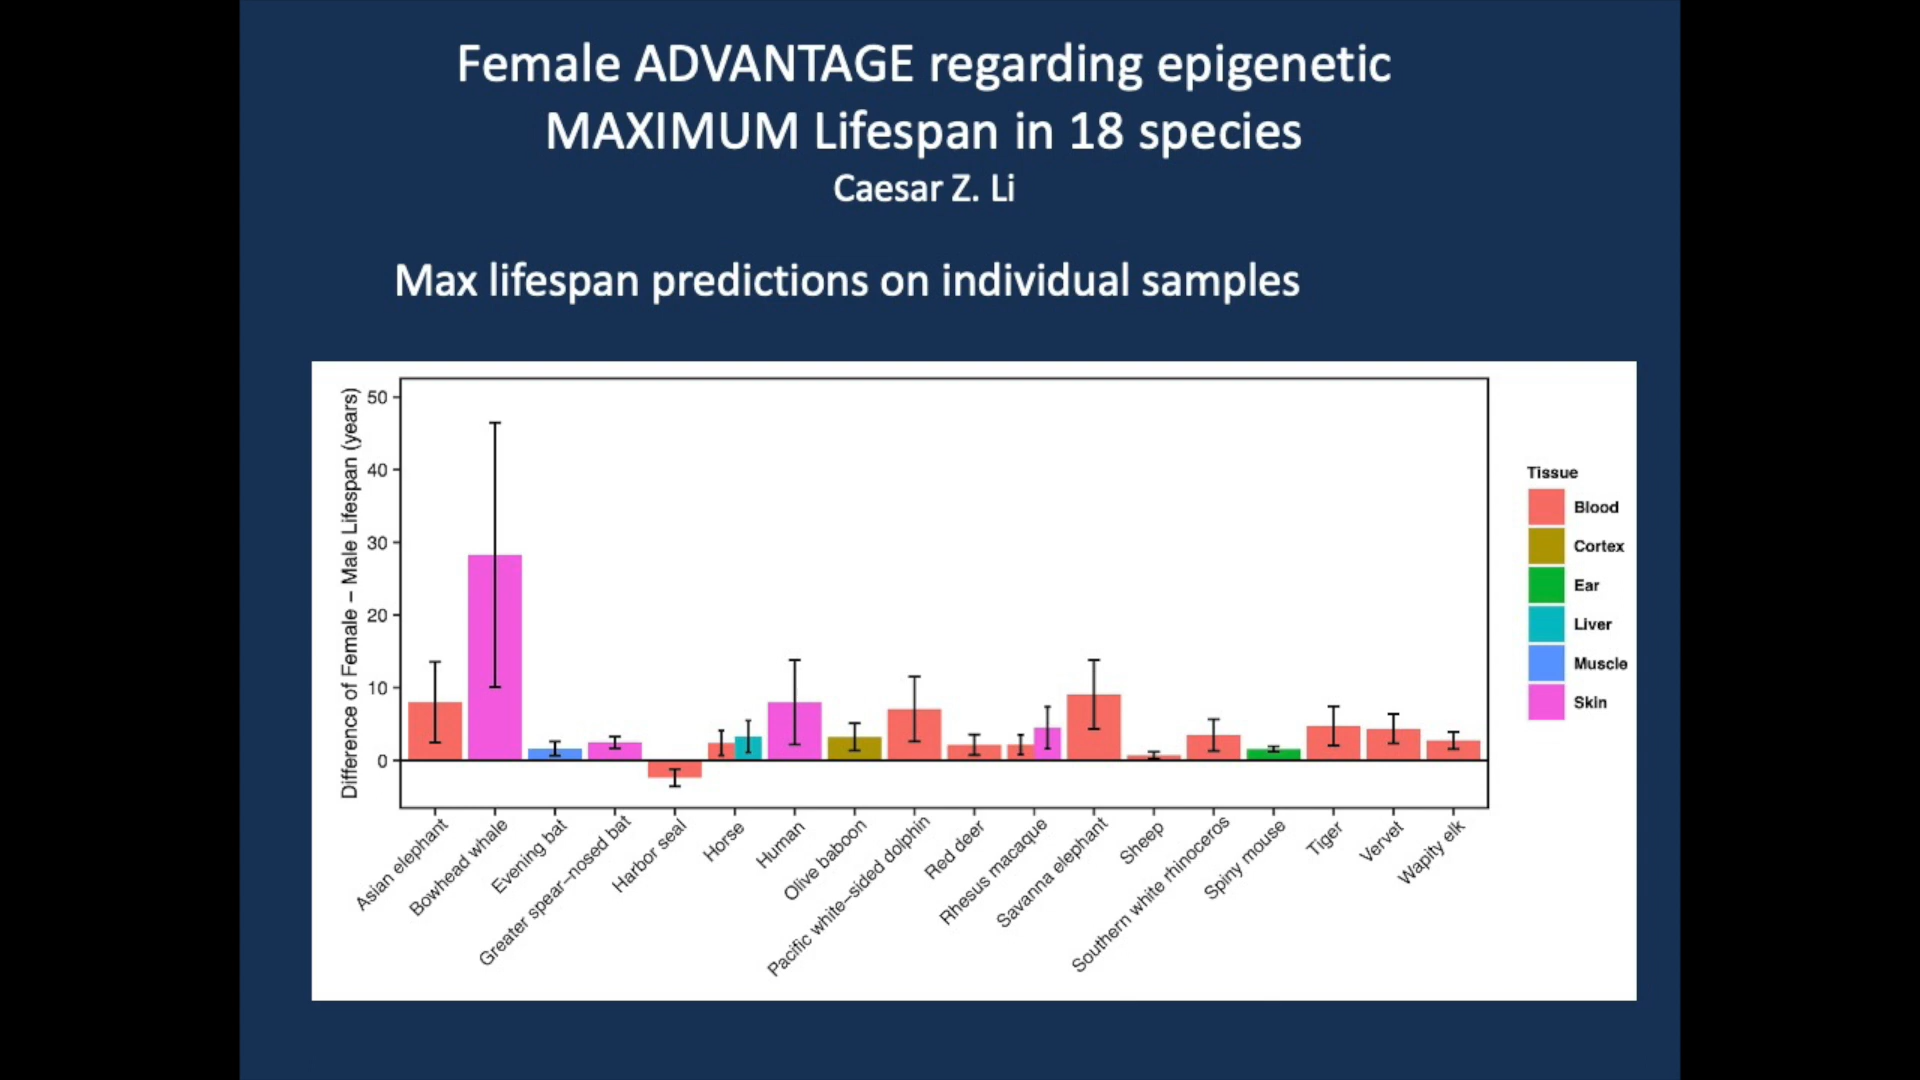 Female ADVANTAGE regarding epigenetic
MAXIMUM Lifespan in 18 species
Caesar Z. Li
Max lifespan predictions on individual samples
Difference of Female – Male Lifespan (years)
50
40
30
20
10
0
Asian elephant
Bowhead whale
Evening bat
Greater spear–nosed bat
Harbor seal
Horse
Human
Olive baboon
Pacific white–sided dolphin
Red deer
Rhesus macaque
Savanna elephant
Sheep
Southern white rhinoceros
Spiny mouse
Tiger
Vervet
Wapity elk
Tissue
Blood
Cortex
Ear
Liver
Muscle
Skin